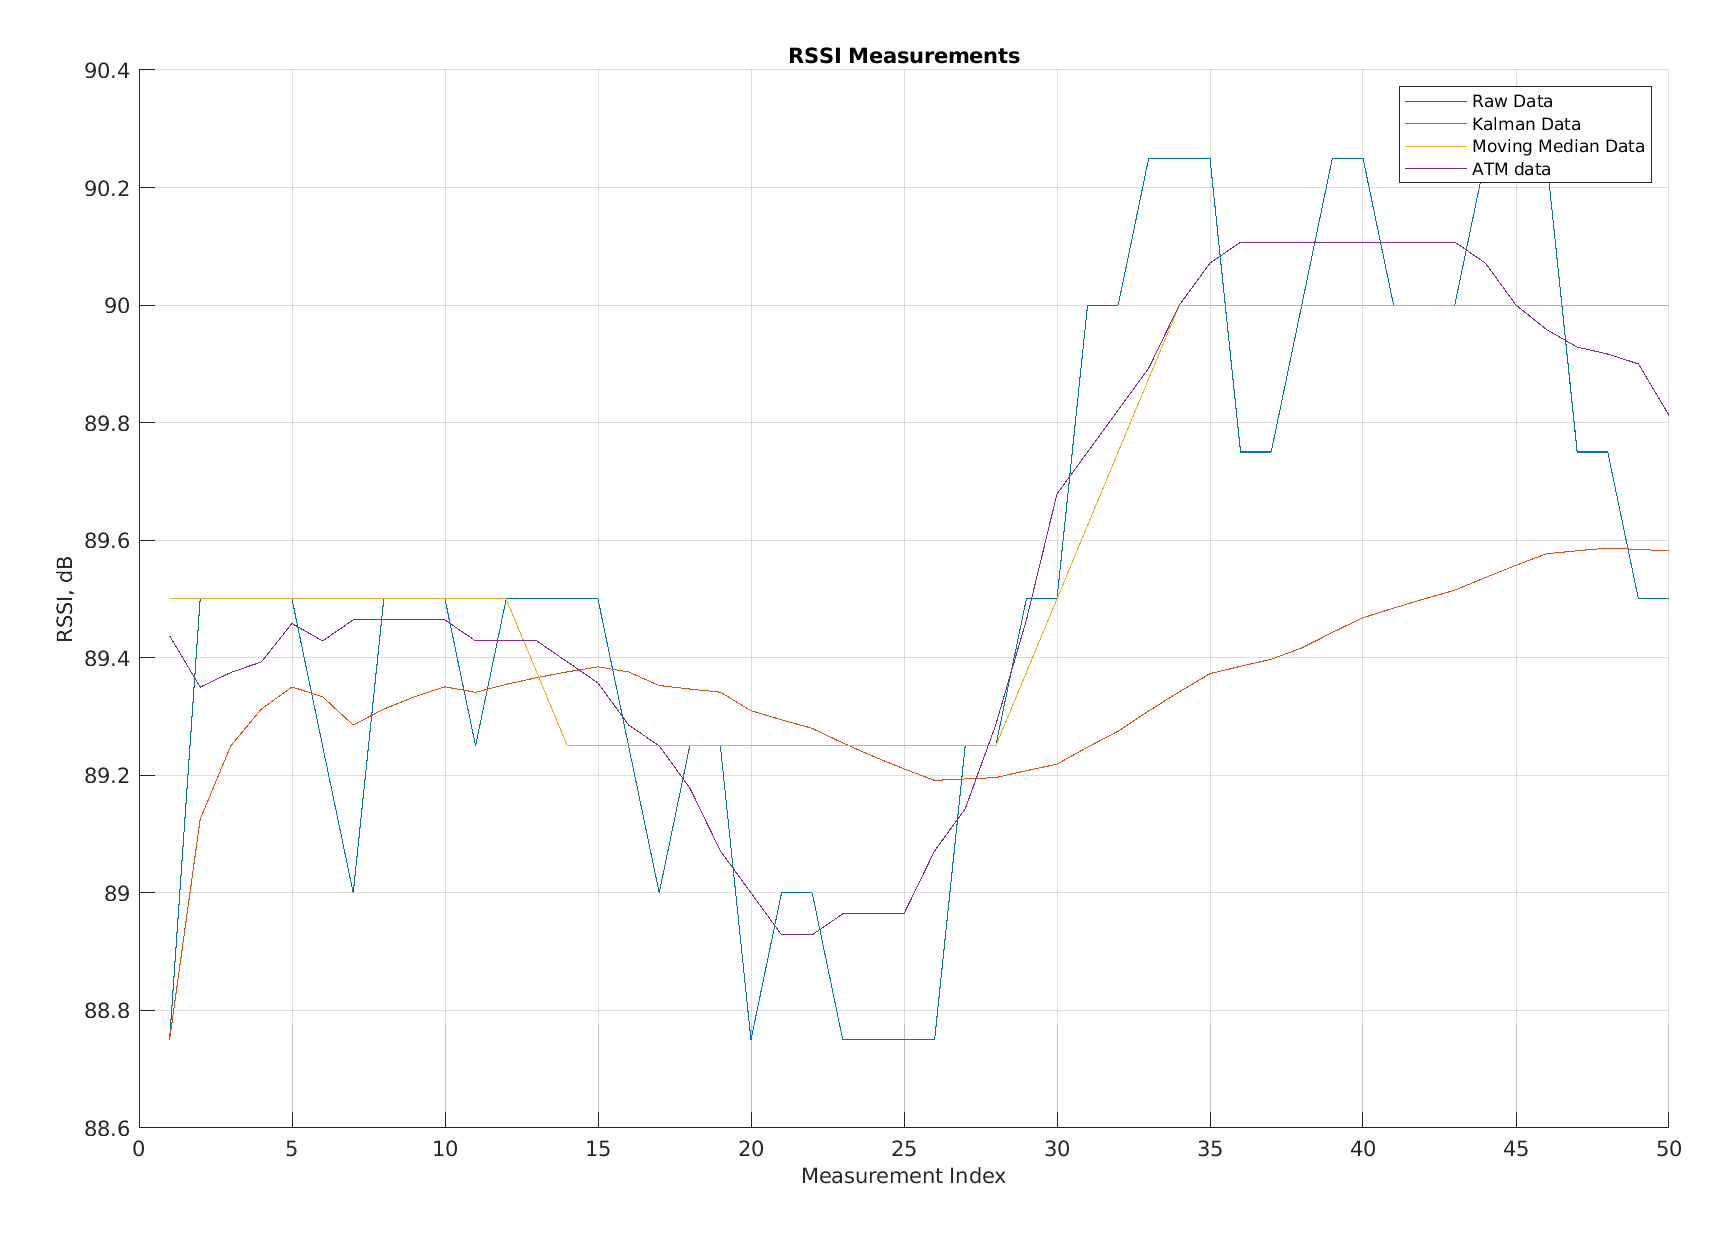 RSSI Measurements
90.4
90.2
90
89.8
89.6
89.4
89.2
89
88.8
88.6
RSSI, dB
Raw Data
Kalman Data
Moving Median Data
ATM data
0 5 10 15 20 25 30 35 40 45 50
Measurement Index